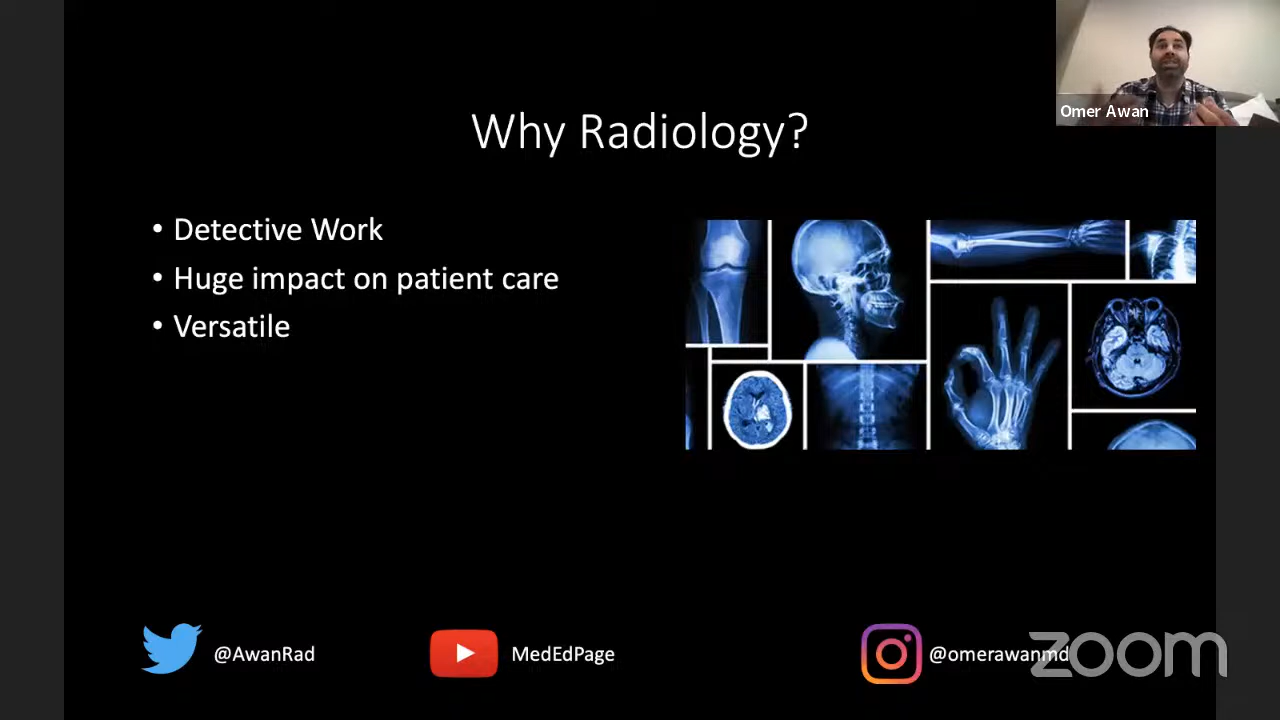 Omer Awan
Why Radiology?
• Detective Work
• Huge impact on patient care
• Versatile
@AwanRad
MedEdPage
@omerawanmd
zoom